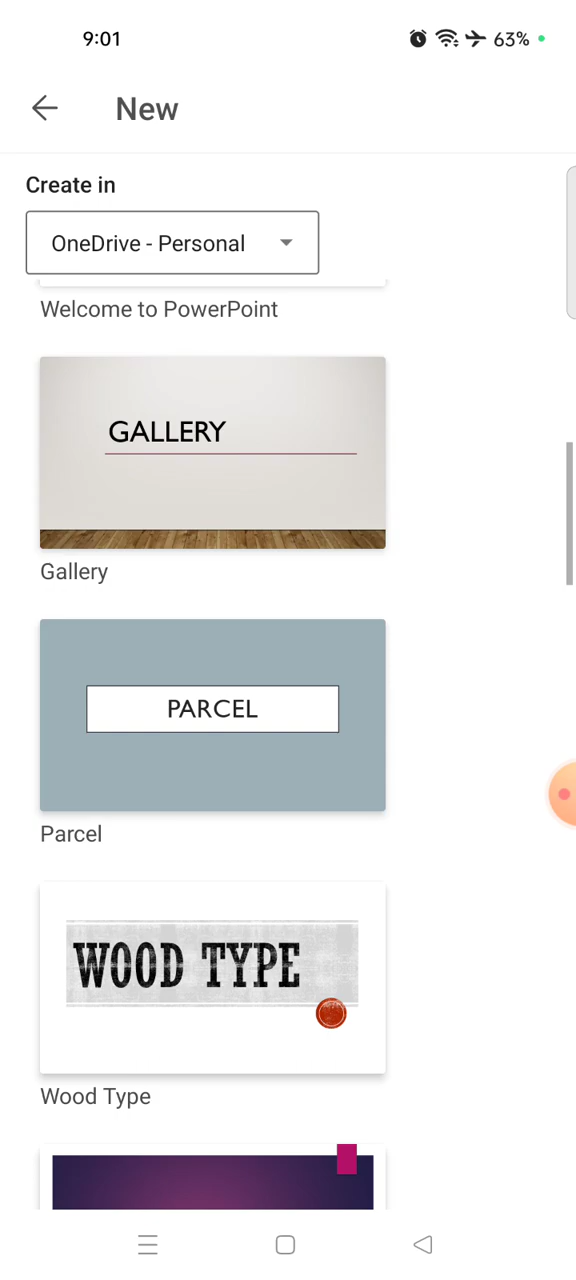 9:01
63%
New
Create in
OneDrive - Personal
Welcome to PowerPoint
GALLERY
Gallery
PARCEL
Parcel
WOOD TYPE
Wood Type